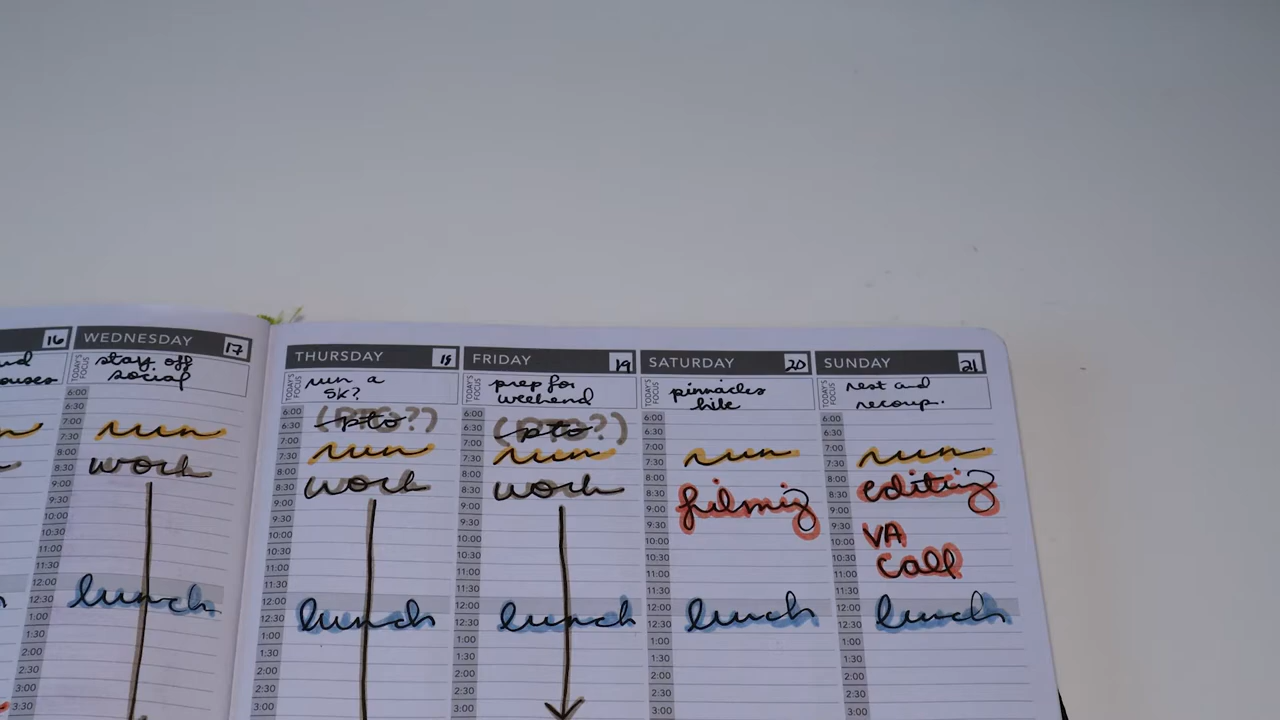 16
nd
ouses
3:30
WEDNESDAY 17
TODAY'S FOCUS
stay off
social
6:00
6:30
7:00
7:30 run
8:00
8:30 work
9:00
9:30
10:00
10:30
11:00
11:30
12:00 lunch
12:30
1:00
1:30
2:00
2:30
3:00
THURSDAY 18
TODAY'S FOCUS
run a
5k?
6:00
6:30 (pto?)
7:00
7:30 run
8:00
8:30 work
9:00
9:30
10:00
10:30
11:00
11:30
12:00
12:30 lunch
1:00
1:30
2:00
2:30
3:00
FRIDAY 19
TODAY'S FOCUS
prep for
weekend
6:00
6:30 (pto?)
7:00
7:30 run
8:00
8:30 work
9:00
9:30
10:00
10:30
11:00
11:30
12:00
12:30 lunch
1:00
1:30
2:00
2:30
3:00
SATURDAY 20
TODAY'S FOCUS
pinnacles
hike
6:00
6:30
7:00
7:30 run
8:00
8:30
9:00 filming
9:30
10:00
10:30
11:00
11:30
12:00 lunch
12:30
1:00
1:30
2:00
2:30
3:00
SUNDAY 21
TODAY'S FOCUS
rest and
recoup.
6:00
6:30
7:00
7:30 run
8:00
8:30 editing
9:00
9:30
10:00 VA
10:30 call
11:00
11:30
12:00 lunch
12:30
1:00
1:30
2:00
2:30
3:00